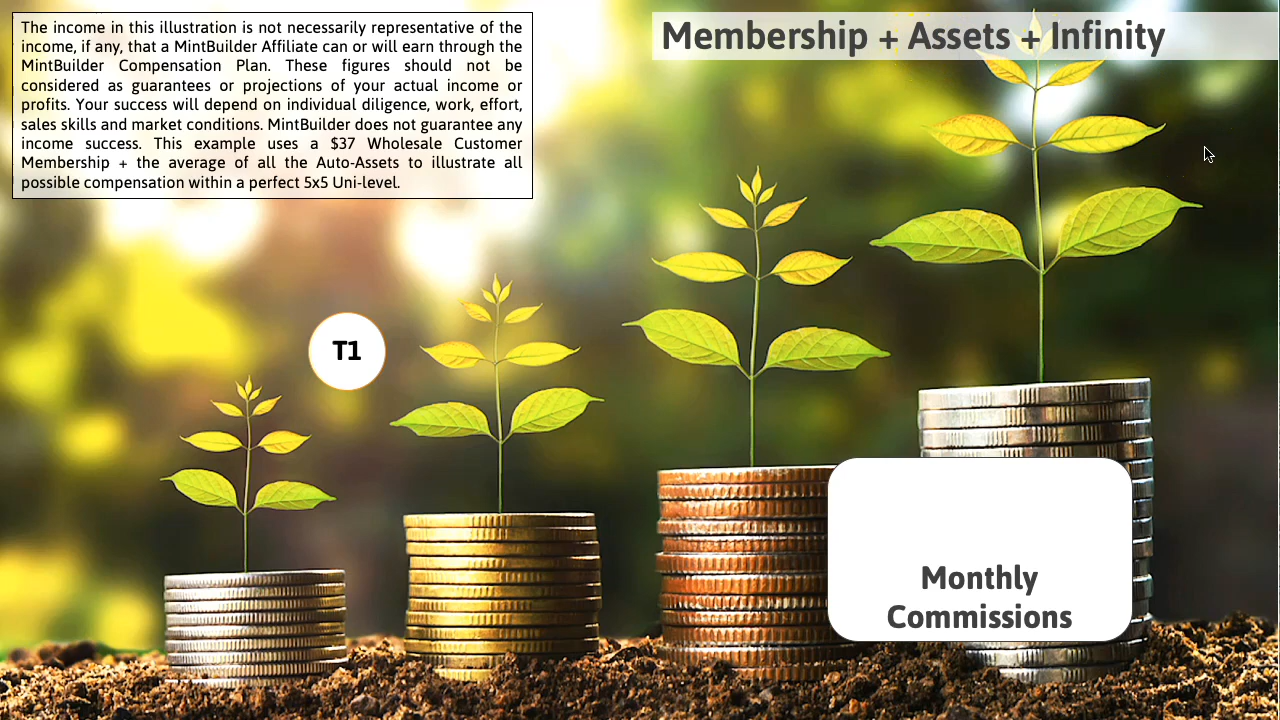 The income in this illustration is not necessarily representative of the
income, if any, that a MintBuilder Affiliate can or will earn through the
MintBuilder Compensation Plan. These figures should not be
considered as guarantees or projections of your actual income or
profits. Your success will depend on individual diligence, work, effort,
sales skills and market conditions. MintBuilder does not guarantee any
income success. This example uses a $37 Wholesale Customer
Membership + the average of all the Auto-Assets to illustrate all
possible compensation within a perfect 5x5 Uni-level.
Membership + Assets + Infinity
T1
Monthly
Commissions